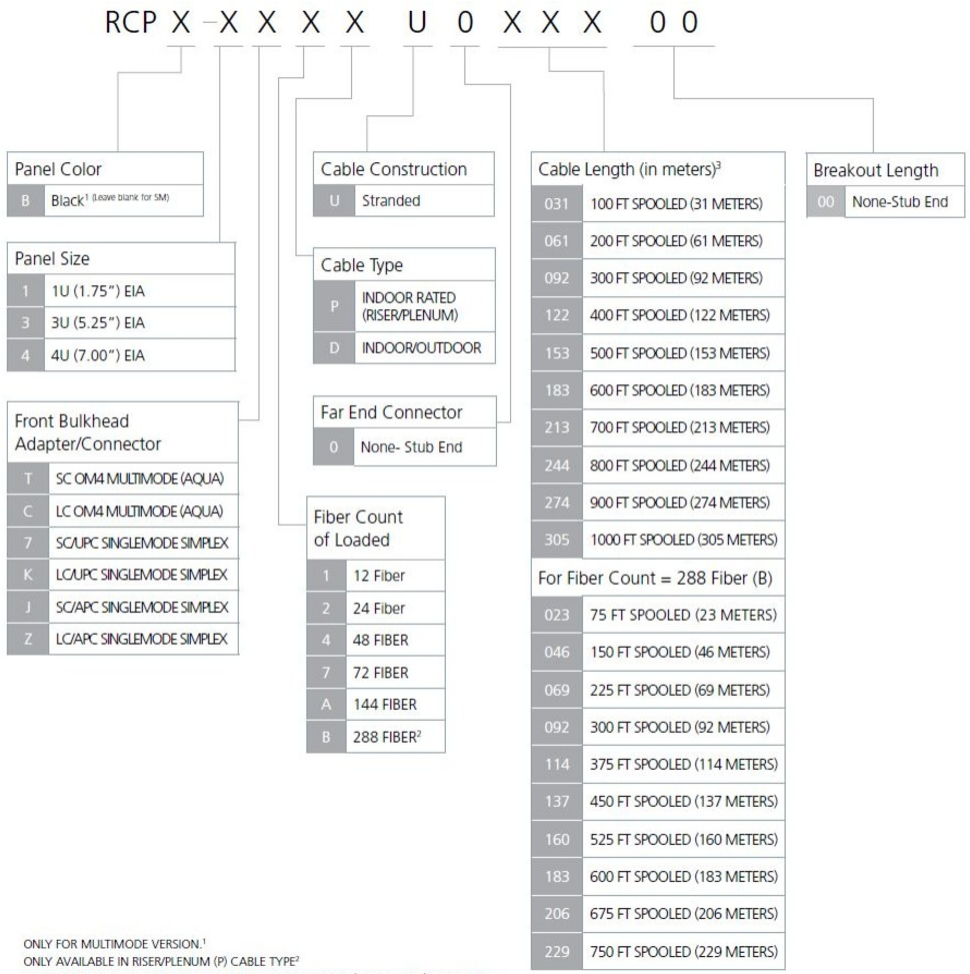 RCP X -X X X X U 0 X X X 0 0
Panel Color
B Black¹ (Leave blank for SM)
Panel Size
1 1U (1.75”) EIA
3 3U (5.25”) EIA
4 4U (7.00”) EIA
Front Bulkhead
Adapter/Connector
T SC OM4 MULTIMODE (AQUA)
C LC OM4 MULTIMODE (AQUA)
7 SC/UPC SINGLEMODE SIMPLEX
K LC/UPC SINGLEMODE SIMPLEX
J SC/APC SINGLEMODE SIMPLEX
Z LC/APC SINGLEMODE SIMPLEX
Cable Construction
U Stranded
Cable Type
P INDOOR RATED
(RISER/PLENUM)
D INDOOR/OUTDOOR
Far End Connector
0 None- Stub End
Fiber Count
of Loaded
1 12 Fiber
2 24 Fiber
4 48 FIBER
7 72 FIBER
A 144 FIBER
B 288 FIBER²
Cable Length (in meters)³
031 100 FT SPOOLED (31 METERS)
061 200 FT SPOOLED (61 METERS)
092 300 FT SPOOLED (92 METERS)
122 400 FT SPOOLED (122 METERS)
153 500 FT SPOOLED (153 METERS)
183 600 FT SPOOLED (183 METERS)
213 700 FT SPOOLED (213 METERS)
244 800 FT SPOOLED (244 METERS)
274 900 FT SPOOLED (274 METERS)
305 1000 FT SPOOLED (305 METERS)
For Fiber Count = 288 Fiber (B)
023 75 FT SPOOLED (23 METERS)
046 150 FT SPOOLED (46 METERS)
069 225 FT SPOOLED (69 METERS)
092 300 FT SPOOLED (92 METERS)
114 375 FT SPOOLED (114 METERS)
137 450 FT SPOOLED (137 METERS)
160 525 FT SPOOLED (160 METERS)
183 600 FT SPOOLED (183 METERS)
206 675 FT SPOOLED (206 METERS)
229 750 FT SPOOLED (229 METERS)
Breakout Length
00 None-Stub End
ONLY FOR MULTIMODE VERSION.¹
ONLY AVAILABLE IN RISER/PLENUM (P) CABLE TYPE²